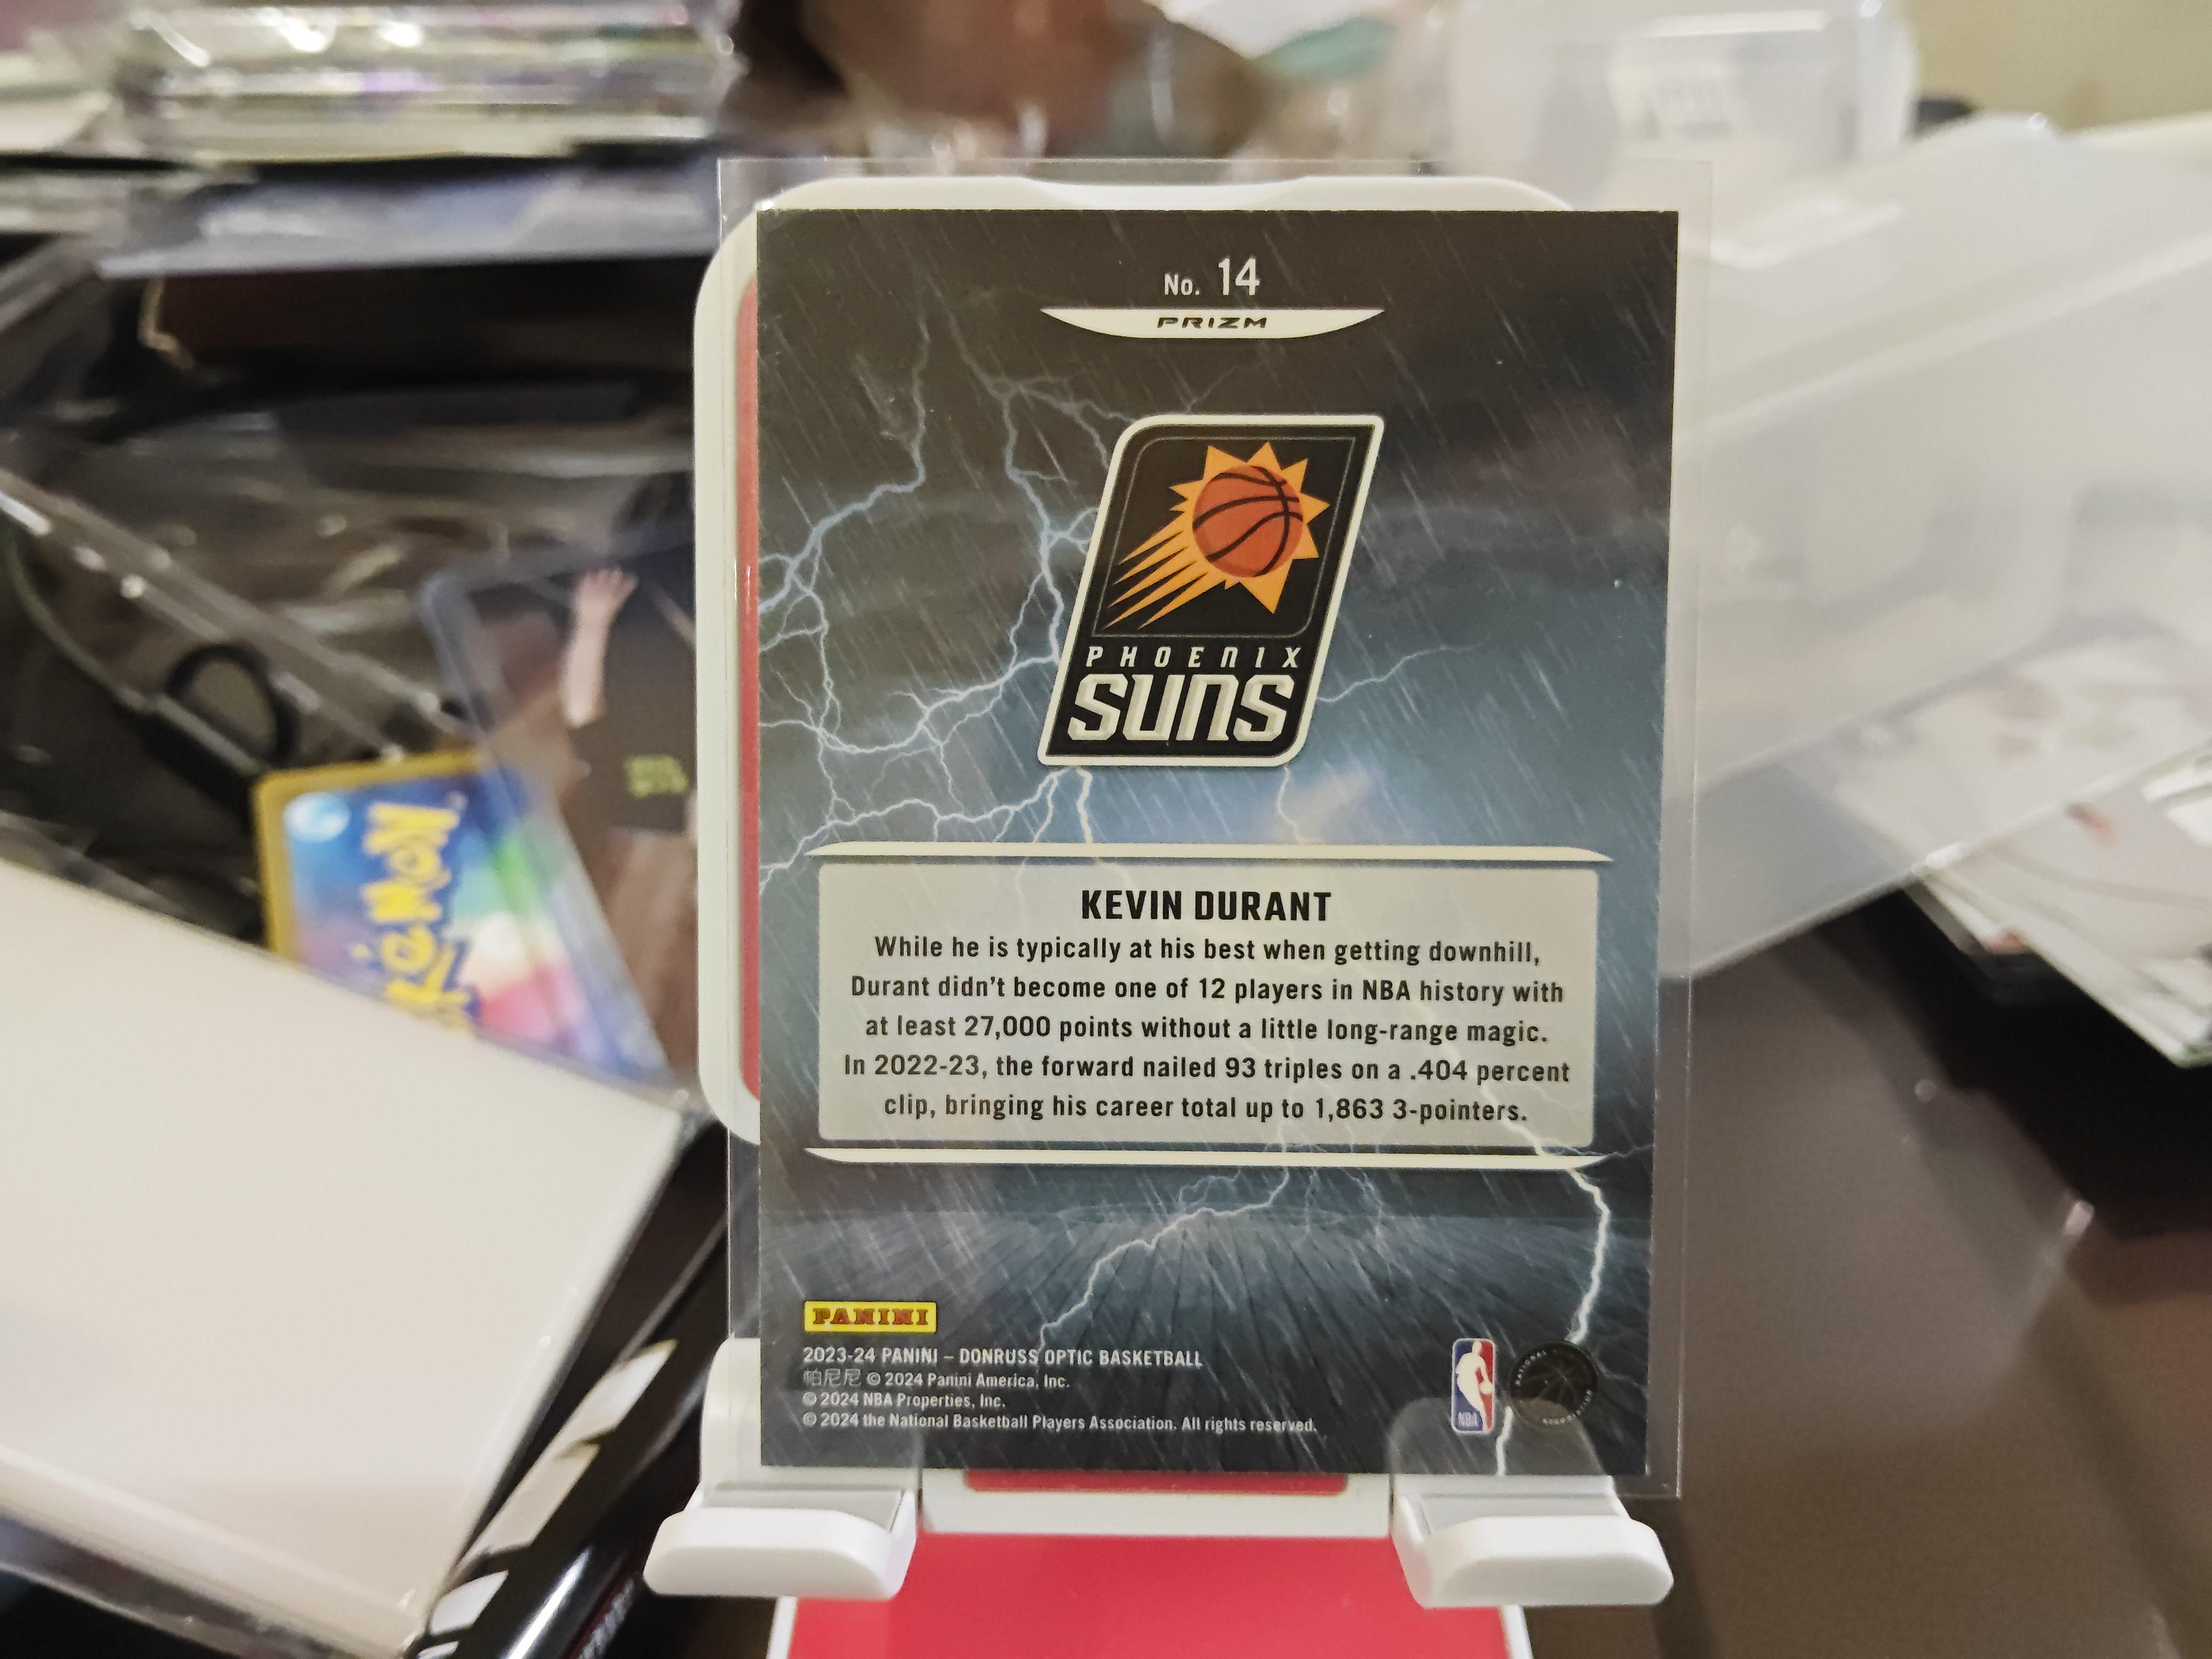 No. 14
PRIZM
PHOENIX
SUNS
KEVIN DURANT
While he is typically at his best when getting downhill,
Durant didn't become one of 12 players in NBA history with
at least 27,000 points without a little long-range magic.
In 2022-23, the forward nailed 93 triples on a .404 percent
clip, bringing his career total up to 1,863 3-pointers.
PANINI
2023-24 PANINI – DONRUSS OPTIC BASKETBALL
帕尼尼 © 2024 Panini America, Inc.
© 2024 NBA Properties, Inc.
© 2024 the National Basketball Players Association. All rights reserved.
NBA
POKéMON